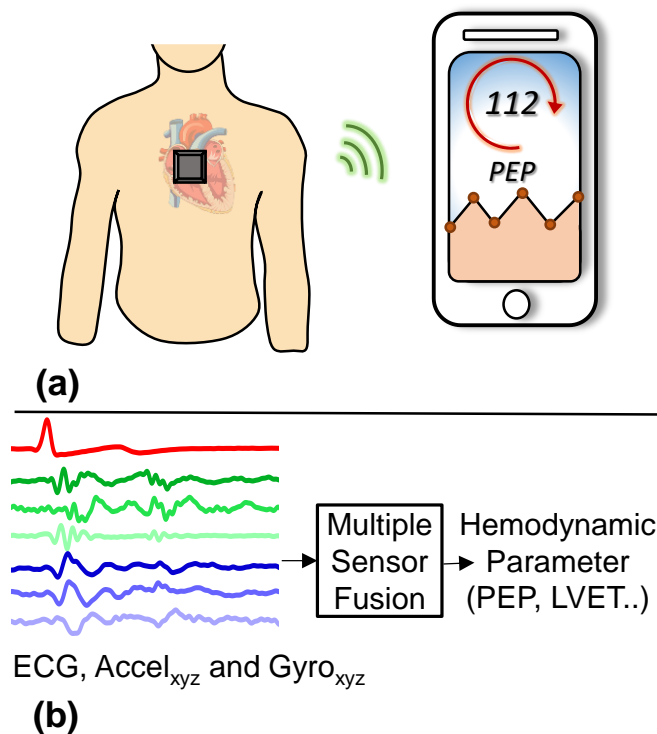 112
PEP
(a)
Multiple
Sensor
Fusion
Hemodynamic
Parameter
(PEP, LVET..)
ECG, Accelxyz and Gyroxyz
(b)